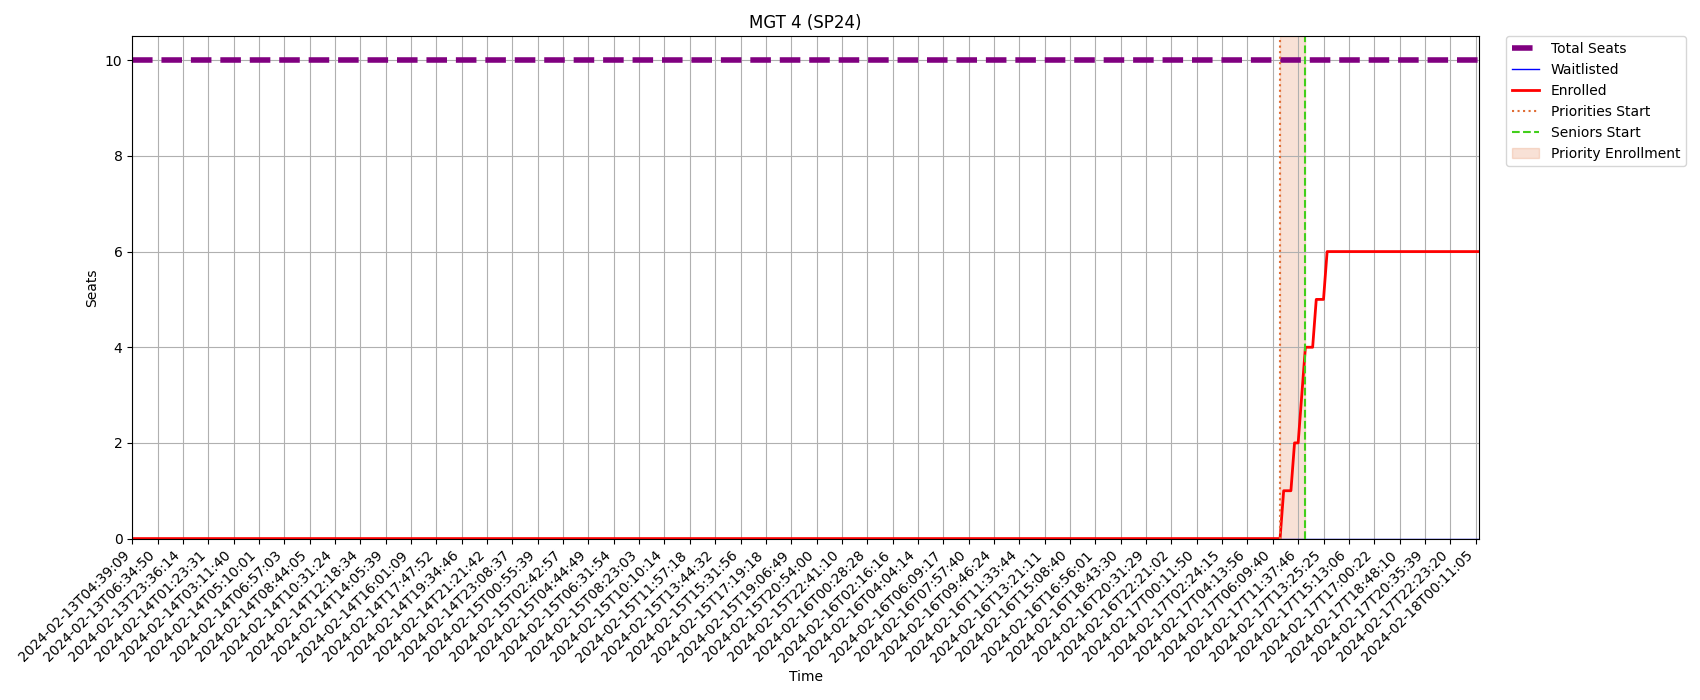 MGT 4 (SP24)
Total Seats
Waitlisted
Enrolled
Priorities Start
Seniors Start
Priority Enrollment
Seats
10
8
6
4
2
0
2024-02-13T04:39:09
2024-02-13T06:34:50
2024-02-13T23:36:14
2024-02-14T01:23:31
2024-02-14T03:11:40
2024-02-14T05:10:01
2024-02-14T06:57:03
2024-02-14T08:44:05
2024-02-14T10:31:24
2024-02-14T12:18:34
2024-02-14T14:05:39
2024-02-14T16:01:09
2024-02-14T17:47:52
2024-02-14T19:34:46
2024-02-14T21:21:42
2024-02-14T23:08:37
2024-02-15T00:55:39
2024-02-15T02:42:57
2024-02-15T04:44:49
2024-02-15T06:31:54
2024-02-15T08:23:03
2024-02-15T10:10:14
2024-02-15T11:57:18
2024-02-15T13:44:32
2024-02-15T15:31:56
2024-02-15T17:19:18
2024-02-15T19:06:49
2024-02-15T20:54:00
2024-02-15T22:41:10
2024-02-16T00:28:28
2024-02-16T02:16:16
2024-02-16T04:04:14
2024-02-16T06:09:17
2024-02-16T07:57:40
2024-02-16T09:46:24
2024-02-16T11:33:44
2024-02-16T13:21:11
2024-02-16T15:08:40
2024-02-16T16:56:01
2024-02-16T18:43:30
2024-02-16T20:31:29
2024-02-16T22:21:02
2024-02-17T00:11:50
2024-02-17T02:24:15
2024-02-17T04:13:56
2024-02-17T06:09:40
2024-02-17T11:37:46
2024-02-17T13:25:25
2024-02-17T15:13:06
2024-02-17T17:00:22
2024-02-17T18:48:10
2024-02-17T20:35:39
2024-02-17T22:23:20
2024-02-18T00:11:05
Time